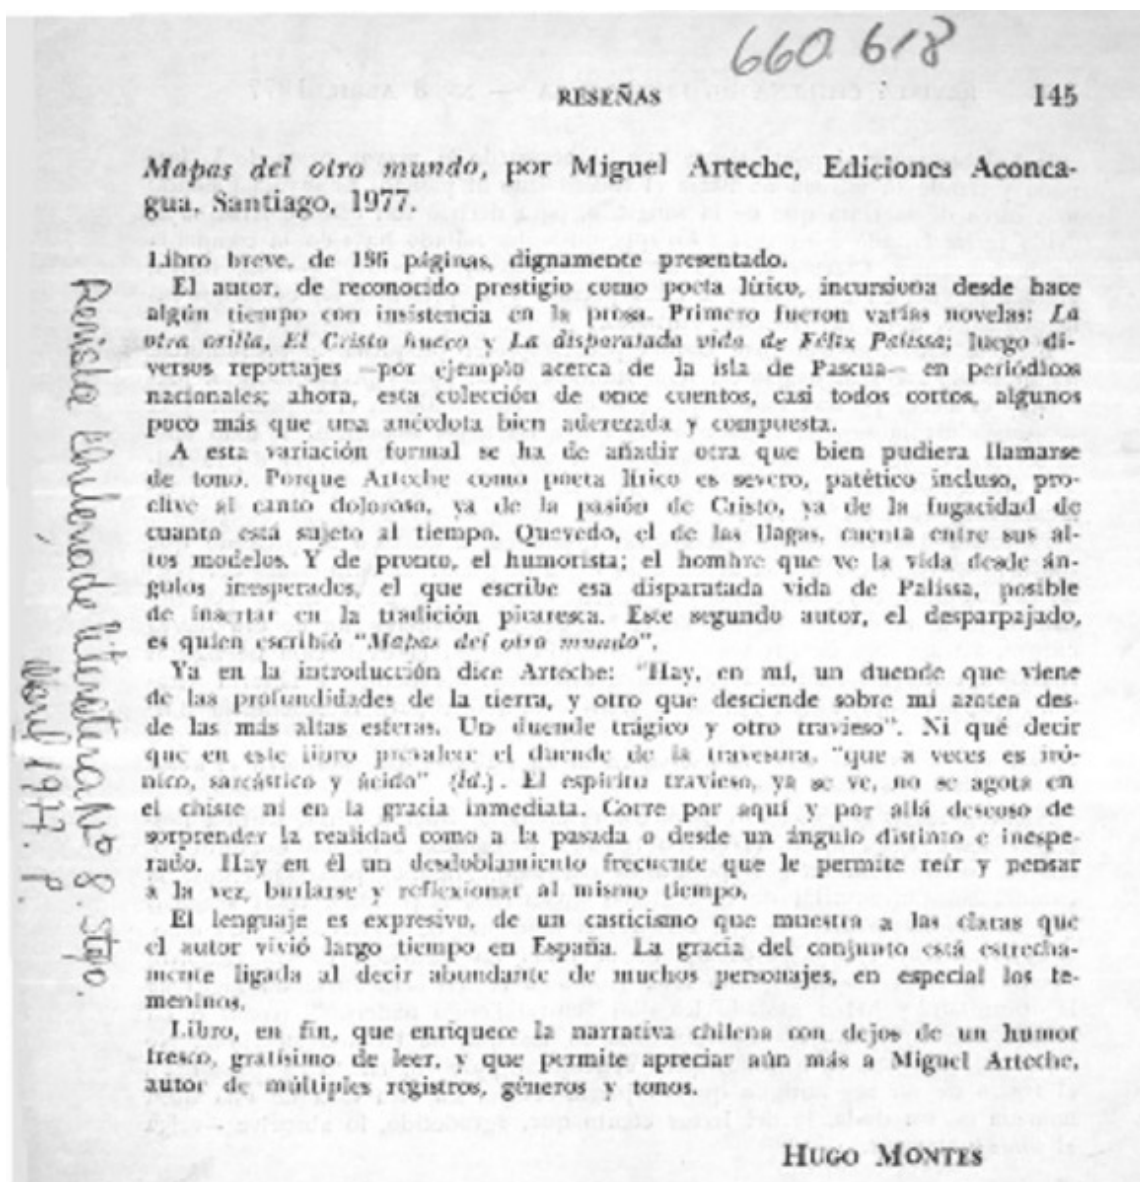 660.618
RESEÑAS 145
Mapas del otro mundo, por Miguel Arteche, Ediciones Aconca-
gua, Santiago, 1977.
Libro breve, de 186 páginas, dignamente presentado.
El autor, de reconocido prestigio como poeta lírico, incursiona desde hace
algún tiempo con insistencia en la prosa. Primero fueron varias novelas: La
otra orilla, El Cristo hueco y La disparatada vida de Félix Palissa; luego di-
versos reportajes —por ejemplo acerca de la isla de Pascua— en periódicos
nacionales; ahora, esta colección de once cuentos, casi todos cortos, algunos
poco más que una anécdota bien aderezada y compuesta.
A esta variación formal se ha de añadir otra que bien pudiera llamarse
de tono. Porque Arteche como poeta lírico es severo, patético incluso, pro-
clive al canto doloroso, ya de la pasión de Cristo, ya de la fugacidad de
cuanto está sujeto al tiempo. Quevedo, el de las llagas, cuenta entre sus al-
tos modelos. Y de pronto, el humorista; el hombre que ve la vida desde án-
gulos inesperados, el que escribe esa disparatada vida de Palissa, posible
de insertar en la tradición picaresca. Este segundo autor, el desparpajado,
es quien escribió "Mapas del otro mundo".
Ya en la introducción dice Arteche: "Hay, en mí, un duende que viene
de las profundidades de la tierra, y otro que desciende sobre mi azotea des-
de las más altas esferas. Un duende trágico y otro travieso". Ni qué decir
que en este libro prevalece el duende de la travesura, "que a veces es iró-
nico, sarcástico y ácido" (Id.). El espíritu travieso, ya se ve, no se agota en
el chiste ni en la gracia inmediata. Corre por aquí y por allá deseoso de
sorprender la realidad como a la pasada o desde un ángulo distinto e inespe-
rado. Hay en él un desdoblamiento frecuente que le permite reír y pensar
a la vez, burlarse y reflexionar al mismo tiempo.
El lenguaje es expresivo, de un casticismo que muestra a las claras que
el autor vivió largo tiempo en España. La gracia del conjunto está estrecha-
mente ligada al decir abundante de muchos personajes, en especial los fe-
meninos.
Libro, en fin, que enriquece la narrativa chilena con dejos de un humor
fresco, gratísimo de leer, y que permite apreciar aún más a Miguel Arteche,
autor de múltiples registros, géneros y tonos.
HUGO MONTES
Revista Chilena de literatura Nº 8. Stgo.
Abril 1977. P.